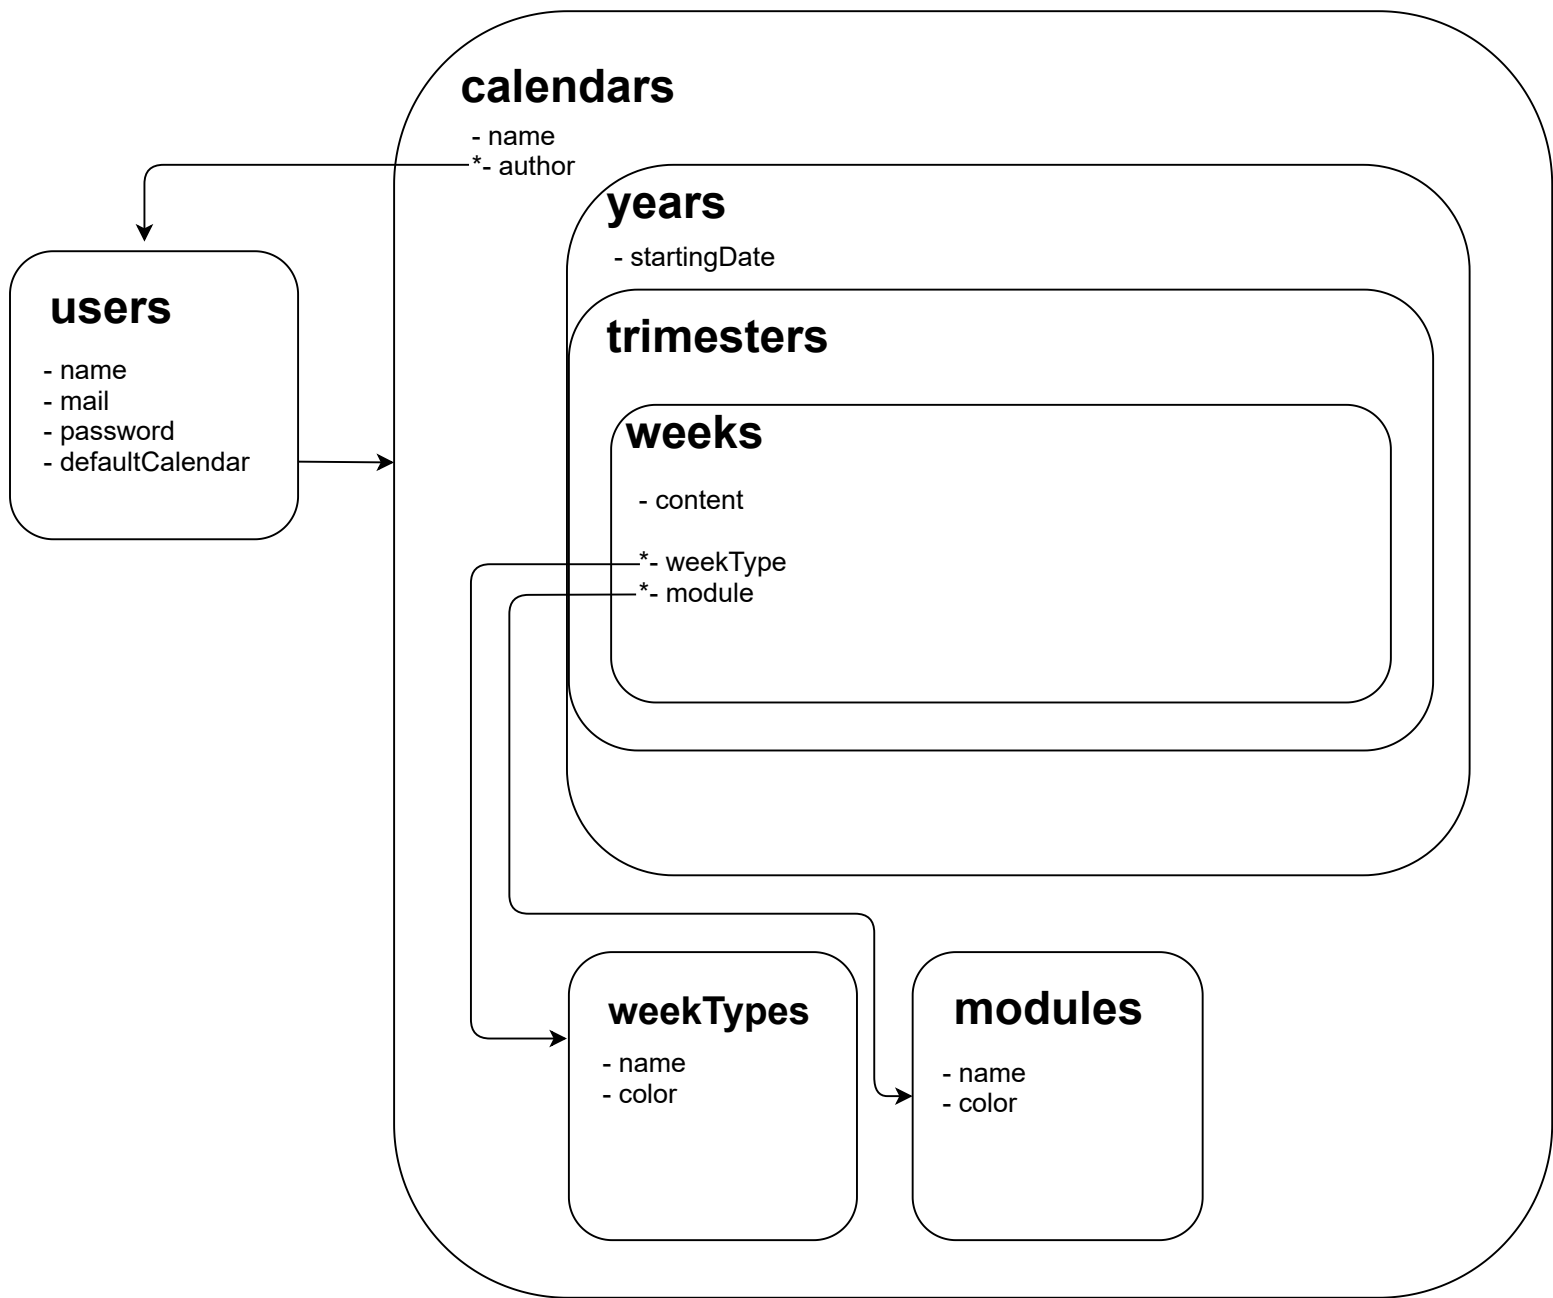 calendars
- name
*- author
years
- startingDate
users
- name
- mail
- password
- defaultCalendar
trimesters
weeks
- content
*- weekType
*- module
weekTypes
- name
- color
modules
- name
- color